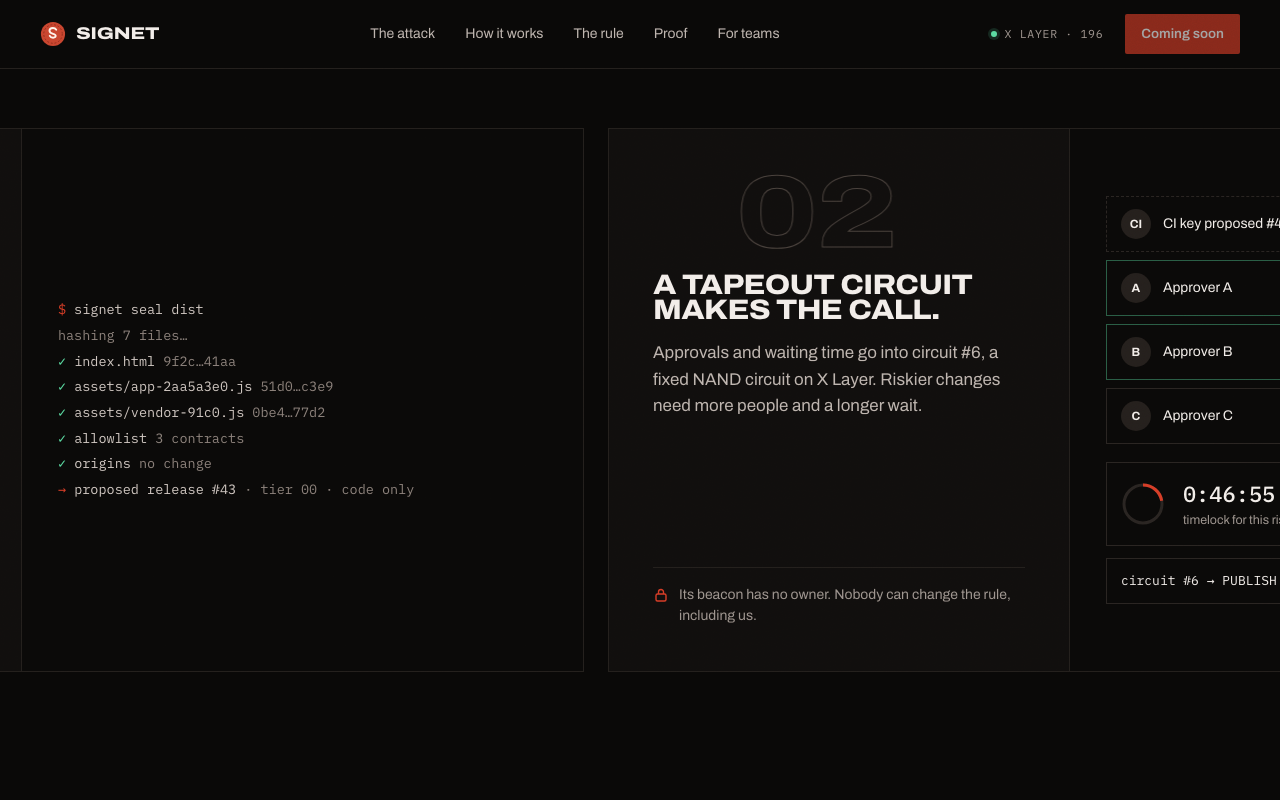 SIGNET
The attack
How it works
The rule
Proof
For teams
X LAYER · 196
Coming soon
$ signet seal dist
hashing 7 files…
✓ index.html 9f2c…41aa
✓ assets/app-2aa5a3e0.js 51d0…c3e9
✓ assets/vendor-91c0.js 0be4…77d2
✓ allowlist 3 contracts
✓ origins no change
→ proposed release #43 · tier 00 · code only
02
A TAPEOUT CIRCUIT
MAKES THE CALL.
Approvals and waiting time go into circuit #6, a
fixed NAND circuit on X Layer. Riskier changes
need more people and a longer wait.
Its beacon has no owner. Nobody can change the rule,
including us.
CI CI key proposed #4
A Approver A
B Approver B
C Approver C
0:46:55
timelock for this
circuit #6 → PUBLISH